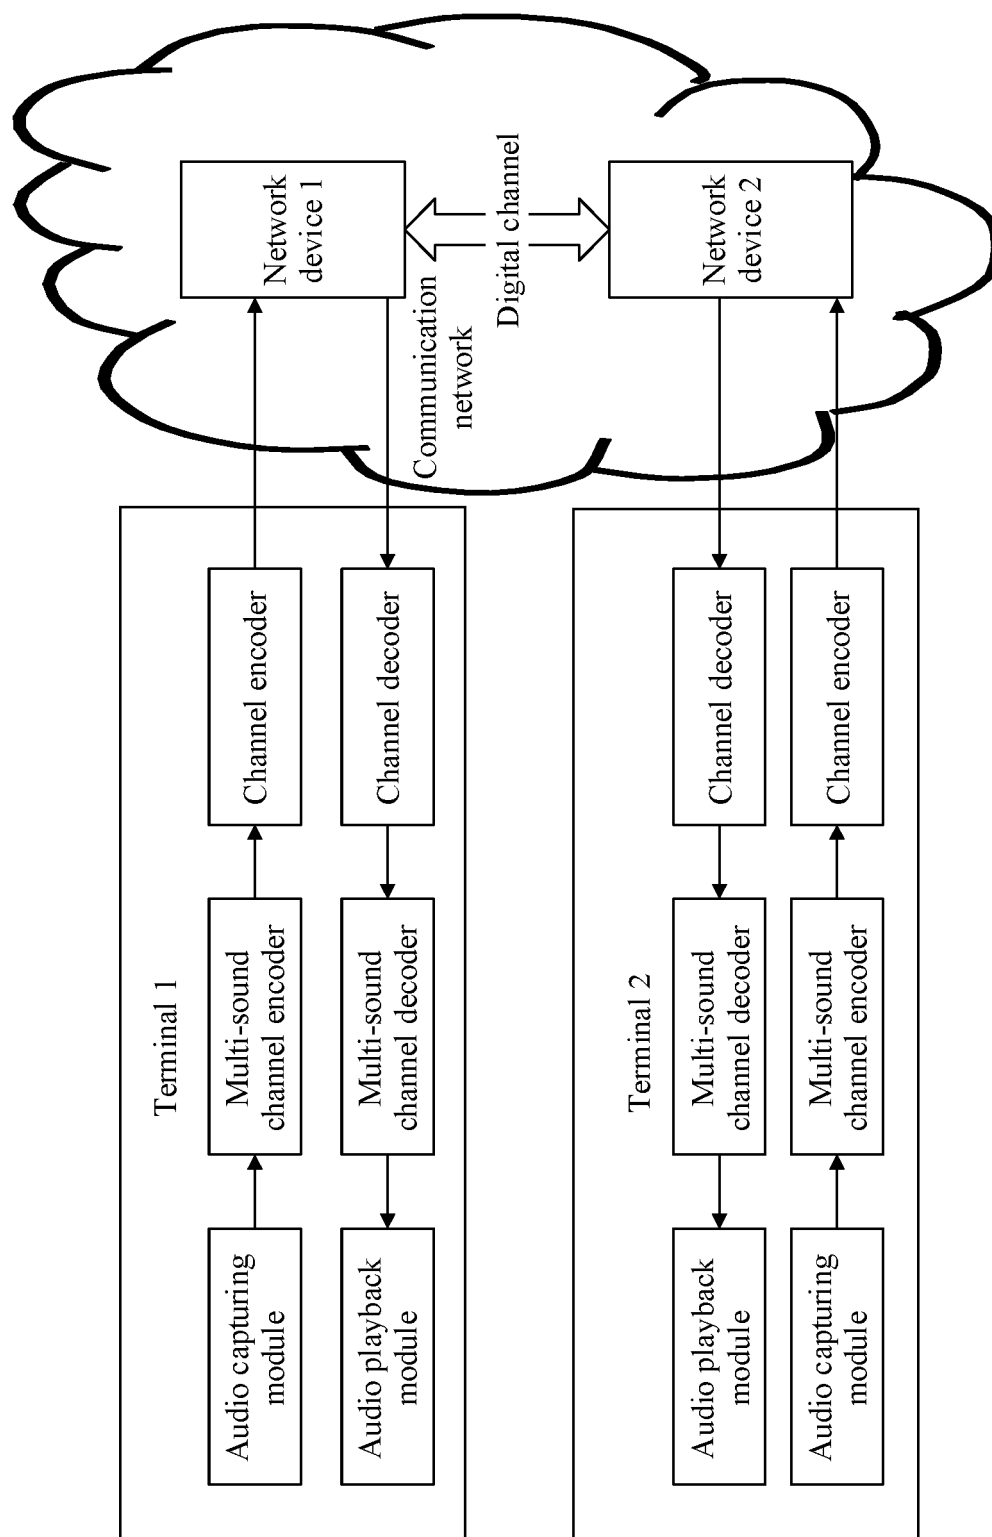 Terminal 1
Audio capturing
module
Multi-sound
channel encoder
Channel encoder
Network
device 1
Audio playback
module
Multi-sound
channel decoder
Channel decoder
Communication
network
Digital channel
Terminal 2
Audio playback
module
Multi-sound
channel decoder
Channel decoder
Network
device 2
Audio capturing
module
Multi-sound
channel encoder
Channel encoder